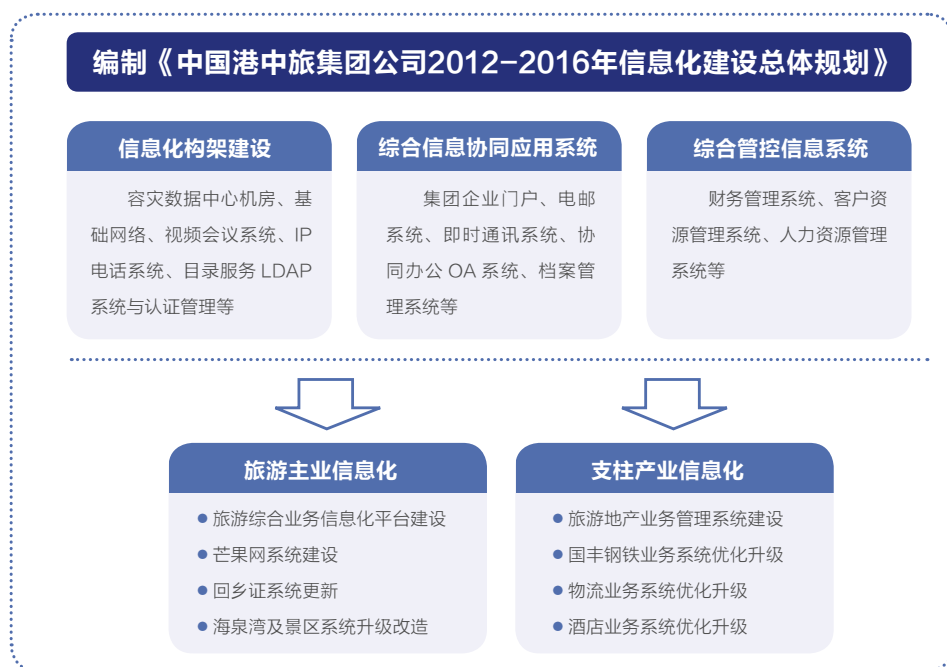 编制《中国港中旅集团公司2012-2016年信息化建设总体规划》
信息化构架建设
容灾数据中心机房、基
础网络、视频会议系统、IP
电话系统、目录服务 LDAP
系统与认证管理等
综合信息协同应用系统
集团企业门户、电邮
系统、即时通讯系统、协
同办公 OA 系统、档案管
理系统等
综合管控信息系统
财务管理系统、客户资
源管理系统、人力资源管理
系统等
旅游主业信息化
● 旅游综合业务信息化平台建设
● 芒果网系统建设
● 回乡证系统更新
● 海泉湾及景区系统升级改造
支柱产业信息化
● 旅游地产业务管理系统建设
● 国丰钢铁业务系统优化升级
● 物流业务系统优化升级
● 酒店业务系统优化升级